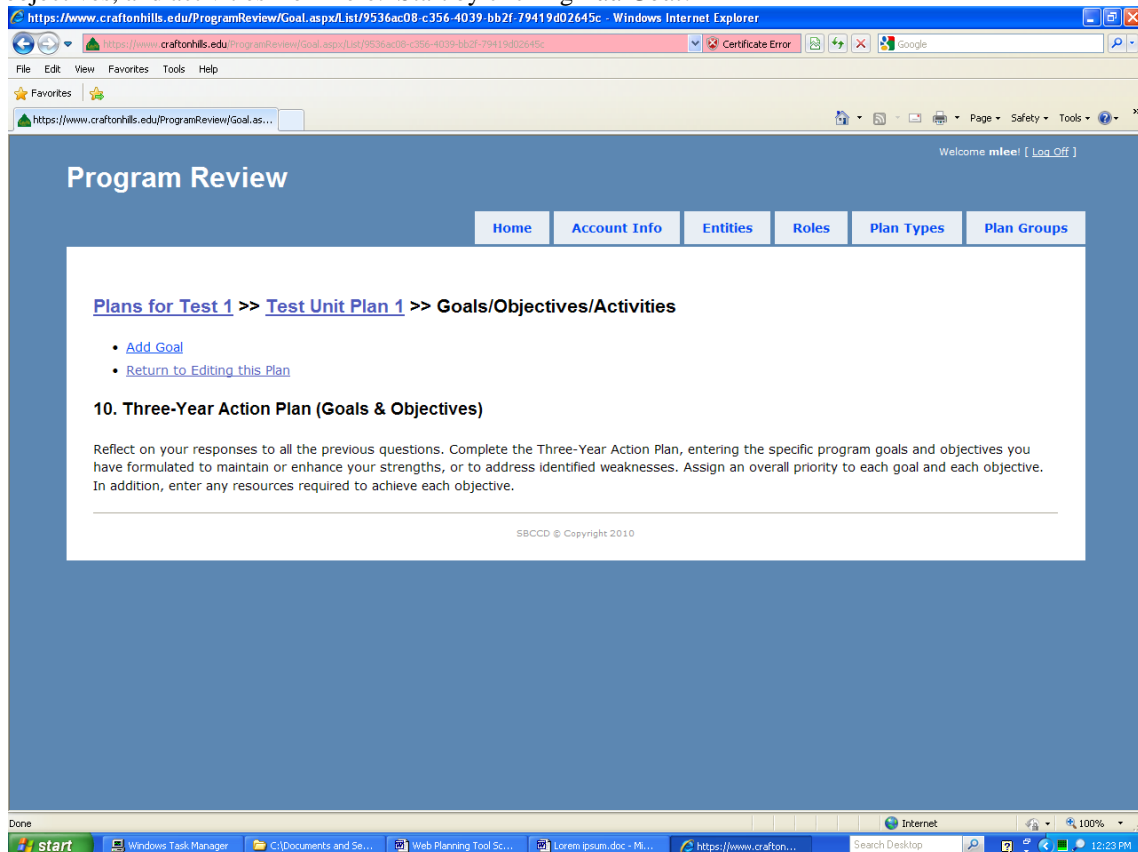 https://www.craftonhills.edu/ProgramReview/Goal.aspx/List/9536ac08-c356-4039-bb2f-79419d02645c - Windows Internet Explorer
https://www.craftonhills.edu/ProgramReview/Goal.aspx/List/9536ac08-c356-4039-bb2f-79419d02645c Certificate Error Google
File Edit View Favorites Tools Help
Favorites
https://www.craftonhills.edu/ProgramReview/Goal.as... Page Safety Tools
Welcome mlee! [ Log Off ]
Program Review
Home Account Info Entities Roles Plan Types Plan Groups
Plans for Test 1 >> Test Unit Plan 1 >> Goals/Objectives/Activities
• Add Goal
• Return to Editing this Plan
10. Three-Year Action Plan (Goals & Objectives)
Reflect on your responses to all the previous questions. Complete the Three-Year Action Plan, entering the specific program goals and objectives you
have formulated to maintain or enhance your strengths, or to address identified weaknesses. Assign an overall priority to each goal and each objective.
In addition, enter any resources required to achieve each objective.
SBCCD © Copyright 2010
Done Internet 100%
start Windows Task Manager C:\Documents and Se... Web Planning Tool Sc... Lorem ipsum.doc - Mi... https://www.crafton... Search Desktop 12:23 PM